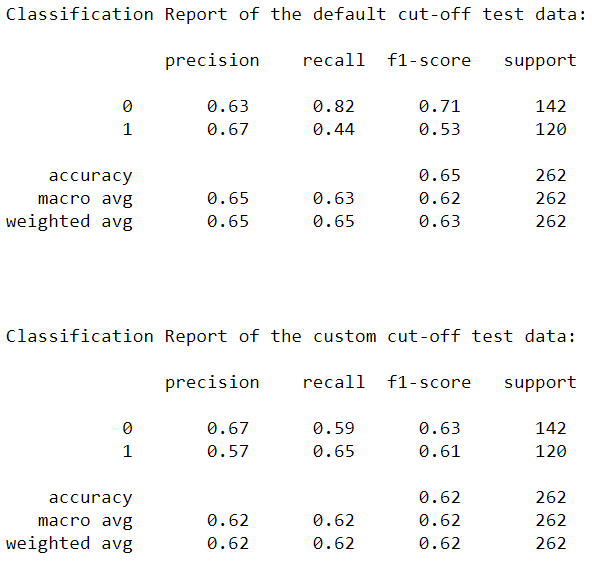 Classification Report of the default cut-off test data:
precision recall f1-score support
0 0.63 0.82 0.71 142
1 0.67 0.44 0.53 120
accuracy 0.65 262
macro avg 0.65 0.63 0.62 262
weighted avg 0.65 0.65 0.63 262
Classification Report of the custom cut-off test data:
precision recall f1-score support
0 0.67 0.59 0.63 142
1 0.57 0.65 0.61 120
accuracy 0.62 262
macro avg 0.62 0.62 0.62 262
weighted avg 0.62 0.62 0.62 262